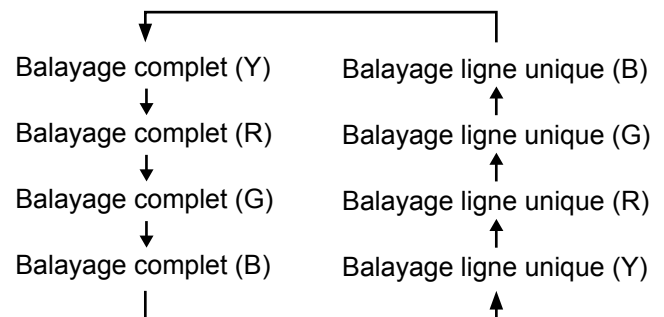 Balayage complet (Y)
Balayage complet (R)
Balayage complet (G)
Balayage complet (B)
Balayage ligne unique (B)
Balayage ligne unique (G)
Balayage ligne unique (R)
Balayage ligne unique (Y)